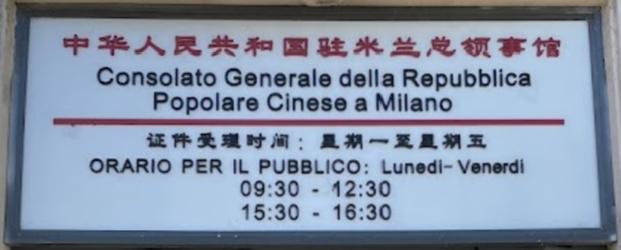 中华人民共和国驻米兰总领事馆
Consolato Generale della Repubblica
Popolare Cinese a Milano
证件受理时间：星期一至星期五
ORARIO PER IL PUBBLICO: Lunedì-Venerdì
09:30 - 12:30
15:30 - 16:30